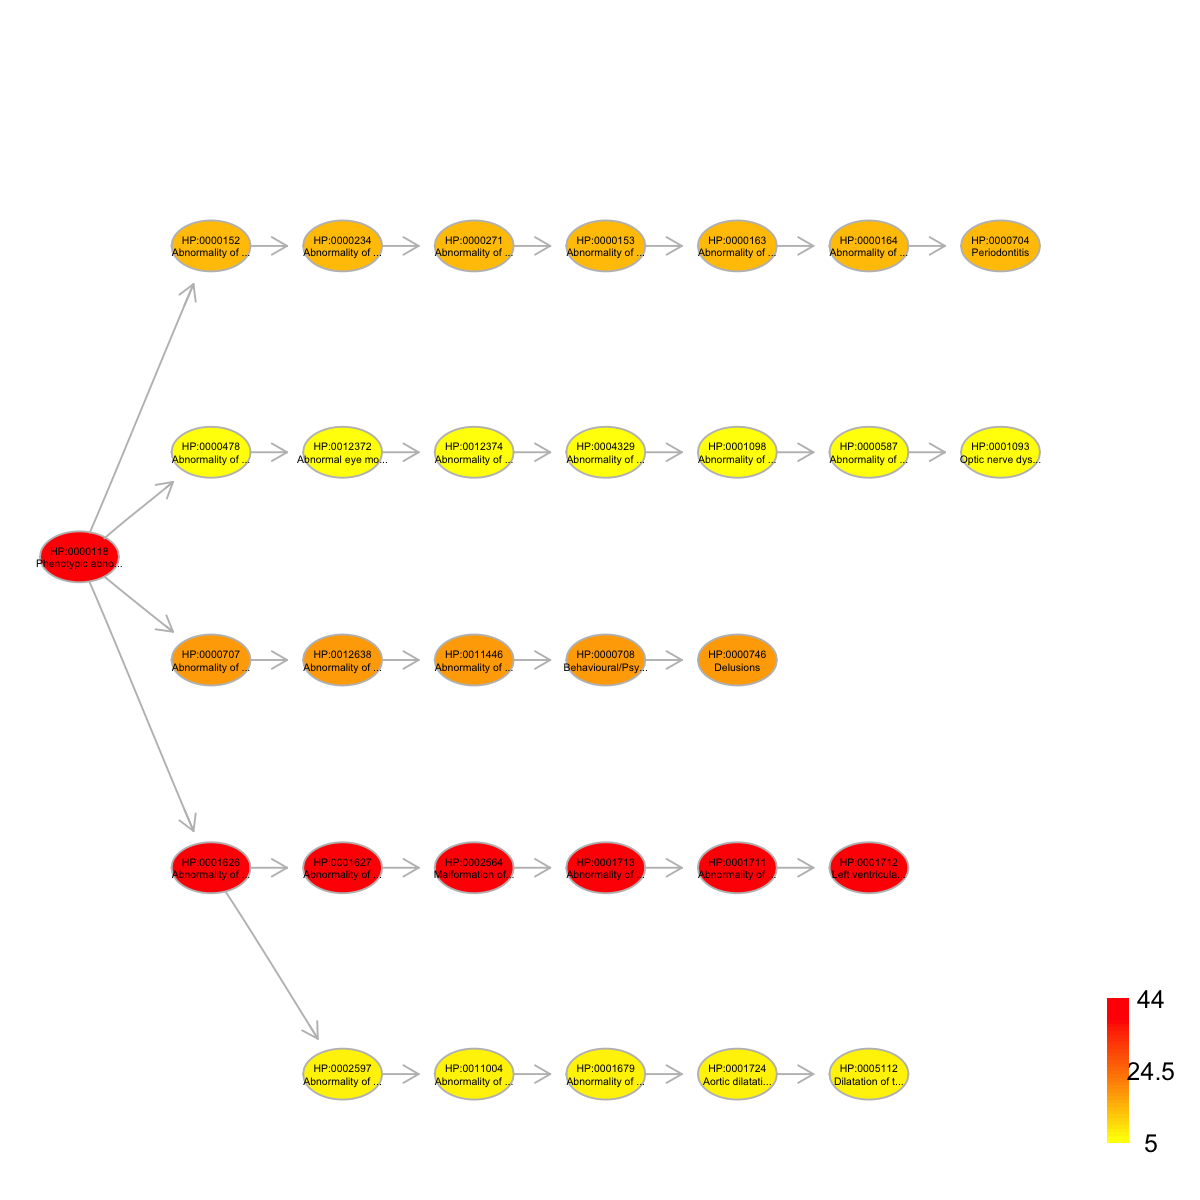 HP:0000152
Abnormality of ...
HP:0000234
Abnormality of ...
HP:0000271
Abnormality of ...
HP:0000153
Abnormality of ...
HP:0000163
Abnormality of ...
HP:0000164
Abnormality of ...
HP:0000704
Periodontitis
HP:0000478
Abnormality of ...
HP:0012372
Abnormal eye mo...
HP:0012374
Abnormality of ...
HP:0004329
Abnormality of ...
HP:0001098
Abnormality of ...
HP:0000587
Abnormality of ...
HP:0001093
Optic nerve dys...
HP:0000118
Phenotypic abno...
HP:0000707
Abnormality of ...
HP:0012638
Abnormality of ...
HP:0011446
Abnormality of ...
HP:0000708
Behavioural/Psy...
HP:0000746
Delusions
HP:0001626
Abnormality of ...
HP:0001627
Abnormality of ...
HP:0002564
Malformation of...
HP:0001713
Abnormality of ...
HP:0001711
Abnormality of ...
HP:0001712
Left ventricula...
HP:0002597
Abnormality of ...
HP:0011004
Abnormality of ...
HP:0001679
Abnormality of ...
HP:0001724
Aortic dilatati...
HP:0005112
Dilatation of t...
44
24.5
5